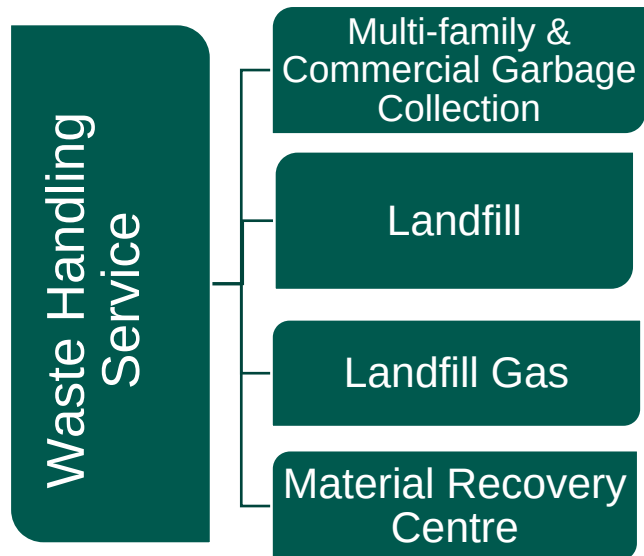 Waste Handling
Service
Multi-family &
Commercial Garbage
Collection
Landfill
Landfill Gas
Material Recovery
Centre